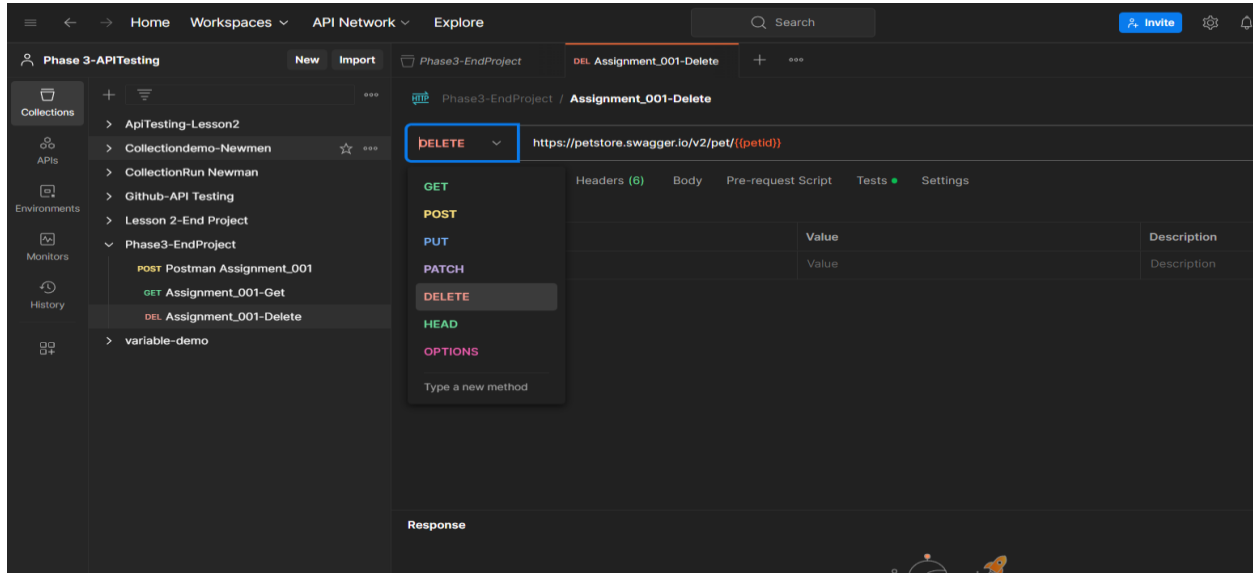 Home Workspaces API Network Explore Search Invite
Phase 3-APITesting New Import Phase3-EndProject DEL Assignment_001-Delete
Collections
APIs
Environments
Monitors
History
ApiTesting-Lesson2
Collectiondemo-Newmen
CollectionRun Newman
Github-API Testing
Lesson 2-End Project
Phase3-EndProject
POST Postman Assignment_001
GET Assignment_001-Get
DEL Assignment_001-Delete
variable-demo
HTTP Phase3-EndProject / Assignment_001-Delete
DELETE https://petstore.swagger.io/v2/pet/{{petid}}
Headers (6) Body Pre-request Script Tests Settings
GET
POST
PUT
PATCH
DELETE
HEAD
OPTIONS
Type a new method
Value Description
Value Description
Response